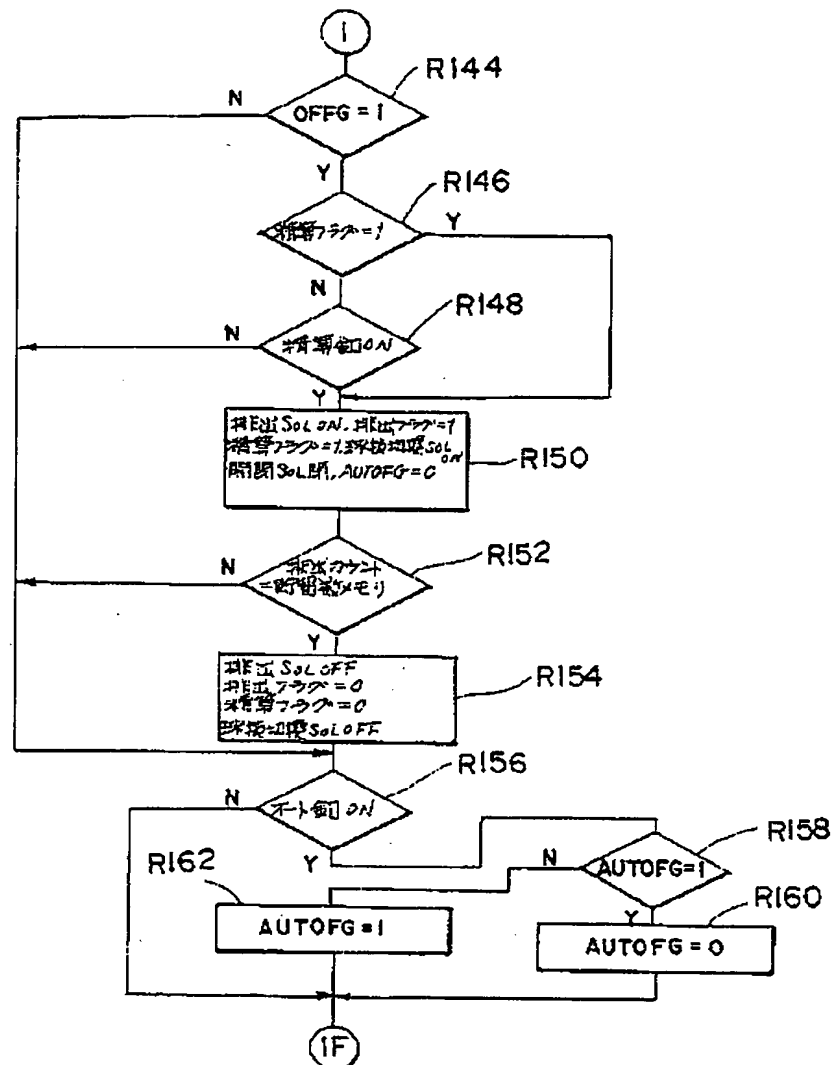 1
R144
N
OFFG = 1
Y
R146
精算フラグ=1
Y
N
R148
N
精算釦ON
Y
排出SOL ON, 排出フラグ=1
精算フラグ=1, 球抜切換SOL ON
開閉SOL閉, AUTOFG = 0
R150
R152
N
排出カウント
=貯留数メモリ
Y
排出SOL OFF
排出フラグ=0
精算フラグ=0
球抜切換SOL OFF
R154
R156
N
オート釦ON
Y
R158
R162
N
AUTOFG=1
R160
Y
AUTOFG=1
AUTOFG = 0
1F